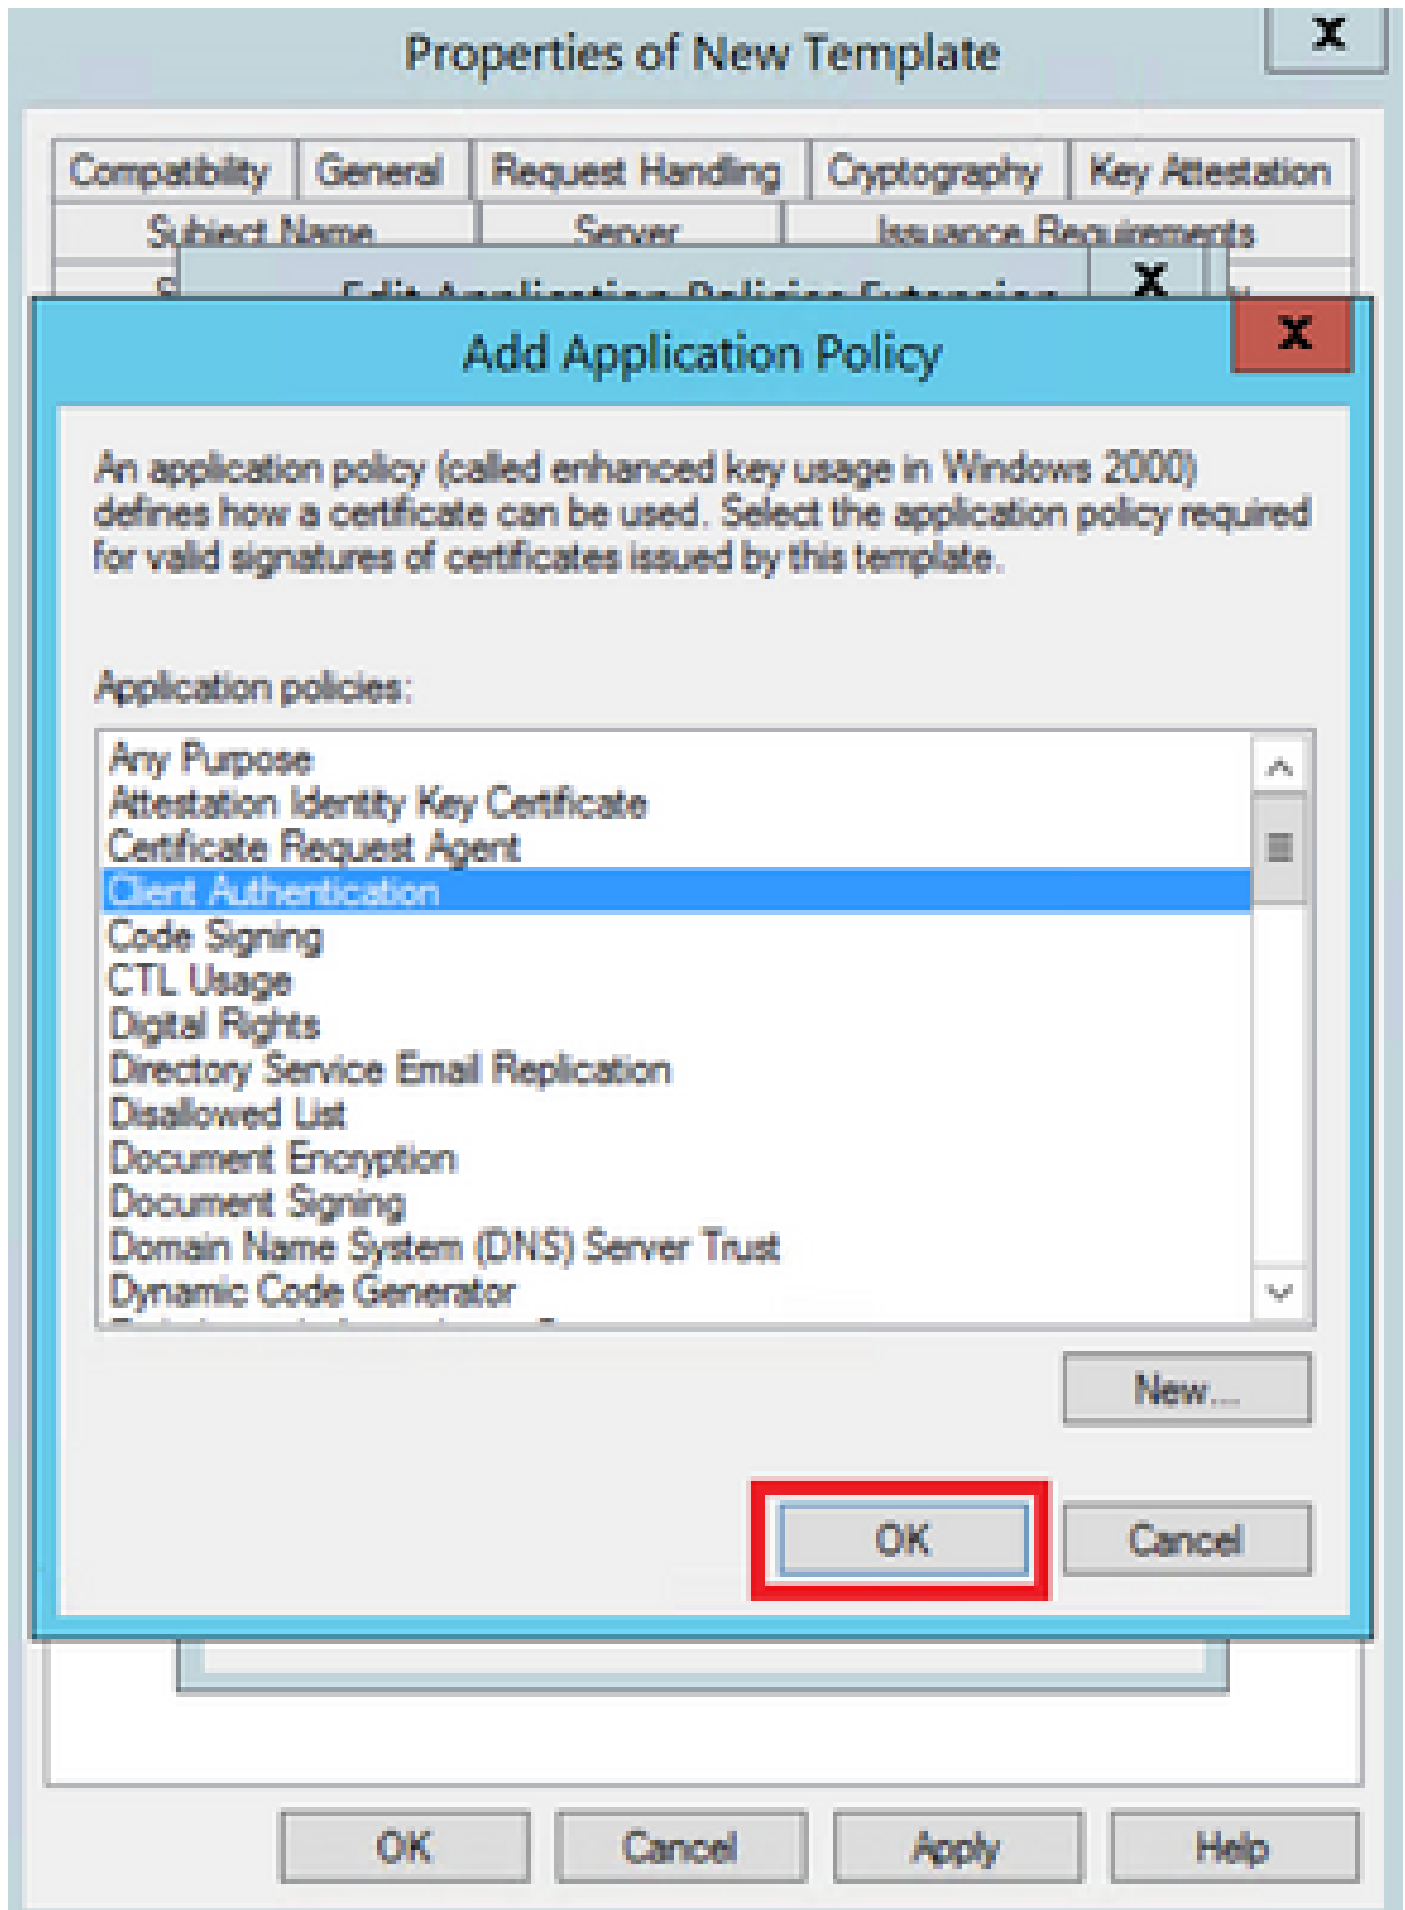 Properties of New Template
x
Compatibility General Request Handling Cryptography Key Attestation
Subject Name Server Issuance Requirements
Edit Application Policies Extension
x
Add Application Policy
x
An application policy (called enhanced key usage in Windows 2000)
defines how a certificate can be used. Select the application policy required
for valid signatures of certificates issued by this template.
Application policies:
Any Purpose
Attestation Identity Key Certificate
Certificate Request Agent
Client Authentication
Code Signing
CTL Usage
Digital Rights
Directory Service Email Replication
Disallowed List
Document Encryption
Document Signing
Domain Name System (DNS) Server Trust
Dynamic Code Generator
New...
OK Cancel
OK Cancel Apply Help